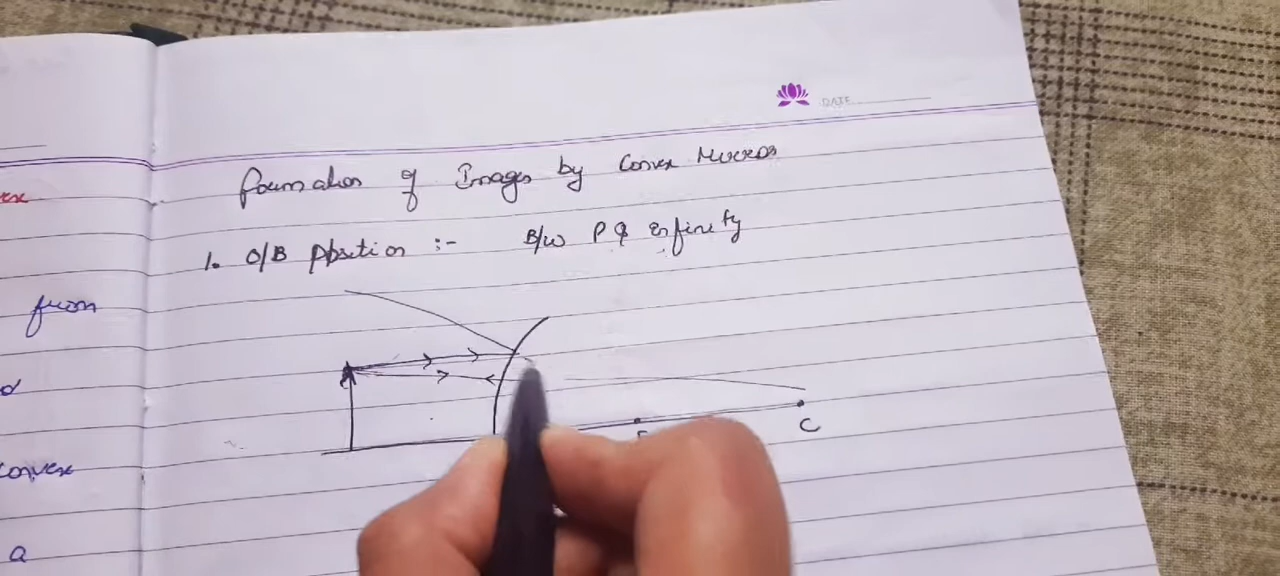 DATE
formation of Images by Convex Mirror
1. O/B Position :- B/W P & Infinity
from
d
F
C
convex
a